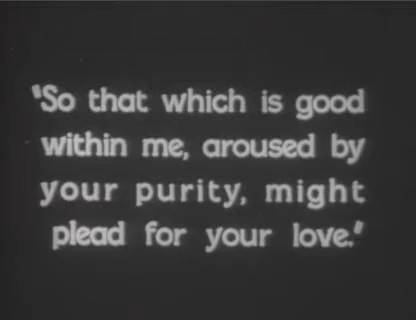 "So that which is good
within me, aroused by
your purity, might
plead for your love."